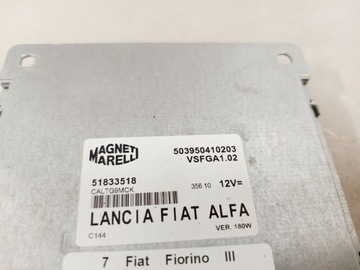 MAGNETI MARELLI
503950410203
VSFGA1.02
51833518
CALTG9MCK
356 10 12V=
LANCIA FIAT ALFA
C144 VER. 180W
7 Fiat Fiorino III